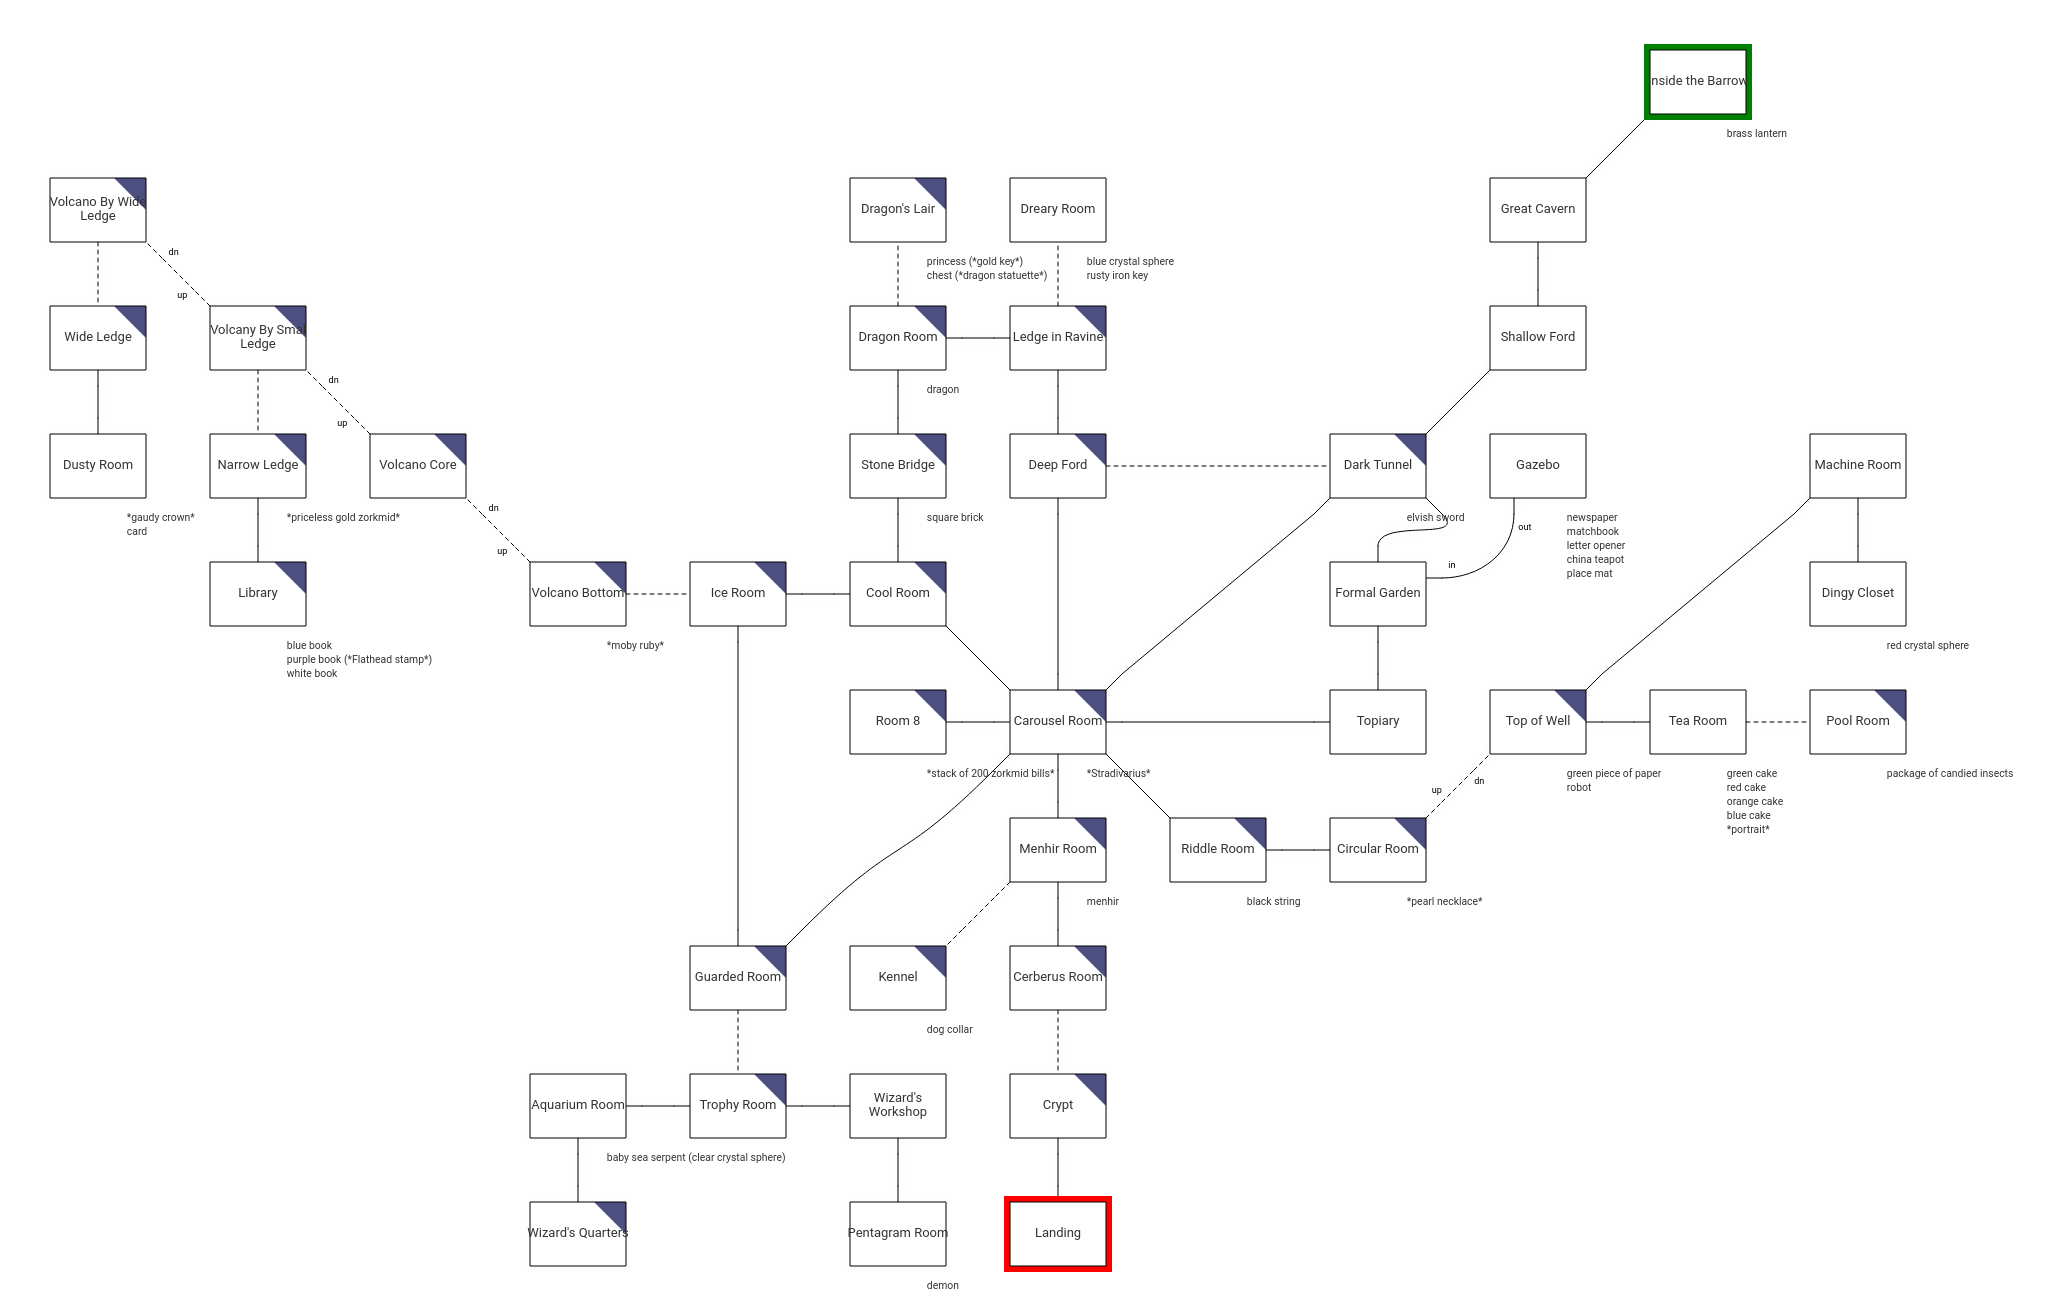 nside the Barrow
brass lantern
Volcano By Wide
Ledge
Dragon's Lair
Dreary Room
Great Cavern
dn
up
princess (*gold key*)
chest (*dragon statuette*)
blue crystal sphere
rusty iron key
Wide Ledge
Volcany By Smal
Ledge
Dragon Room
Ledge in Ravine
Shallow Ford
dn
up
dragon
Dusty Room
Narrow Ledge
Volcano Core
Stone Bridge
Deep Ford
Dark Tunnel
Gazebo
Machine Room
*gaudy crown*
card
*priceless gold zorkmid*
dn
up
square brick
elvish sword
out
in
newspaper
matchbook
letter opener
china teapot
place mat
Library
Volcano Bottom
Ice Room
Cool Room
Formal Garden
Dingy Closet
blue book
purple book (*Flathead stamp*)
white book
*moby ruby*
red crystal sphere
Room 8
Carousel Room
Topiary
Top of Well
Tea Room
Pool Room
*stack of 200 zorkmid bills*
*Stradivarius*
up
dn
green piece of paper
robot
green cake
red cake
orange cake
blue cake
*portrait*
package of candied insects
Menhir Room
Riddle Room
Circular Room
menhir
black string
*pearl necklace*
Guarded Room
Kennel
Cerberus Room
dog collar
Aquarium Room
Trophy Room
Wizard's
Workshop
Crypt
baby sea serpent (clear crystal sphere)
Wizard's Quarters
Pentagram Room
Landing
demon